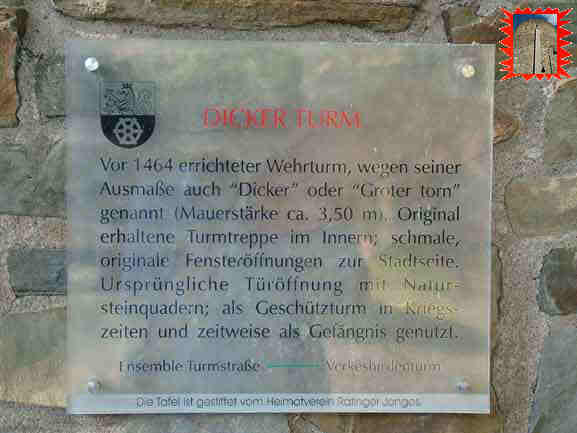 DICKER TURM
Vor 1464 errichteter Wehrturm, wegen seiner
Ausmaße auch “Dicker” oder “Groter torn”
genannt (Mauerstärke ca. 3,50 m). Original
erhaltene Turmtreppe im Innern; schmale,
originale Fensteröffnungen zur Stadtseite.
Ursprüngliche Türöffnung mit Natur-
steinquadern; als Geschützturm in Kriegs-
zeiten und zeitweise als Gefängnis genutzt.
Ensemble Turmstraße
Die Tafel ist gestiftet vom Heimatverein Ratinger Jonges